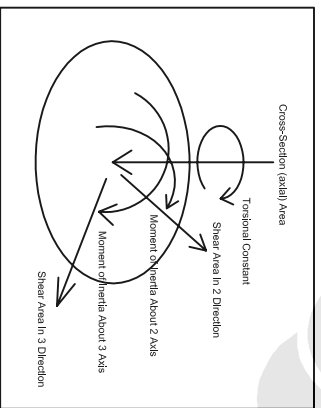 Cross-Section (axial) Area
Torsional Constant
Shear Area In 2 Direction
Moment of Inertia About 2 Axis
Moment of Inertia About 3 Axis
Shear Area In 3 Direction